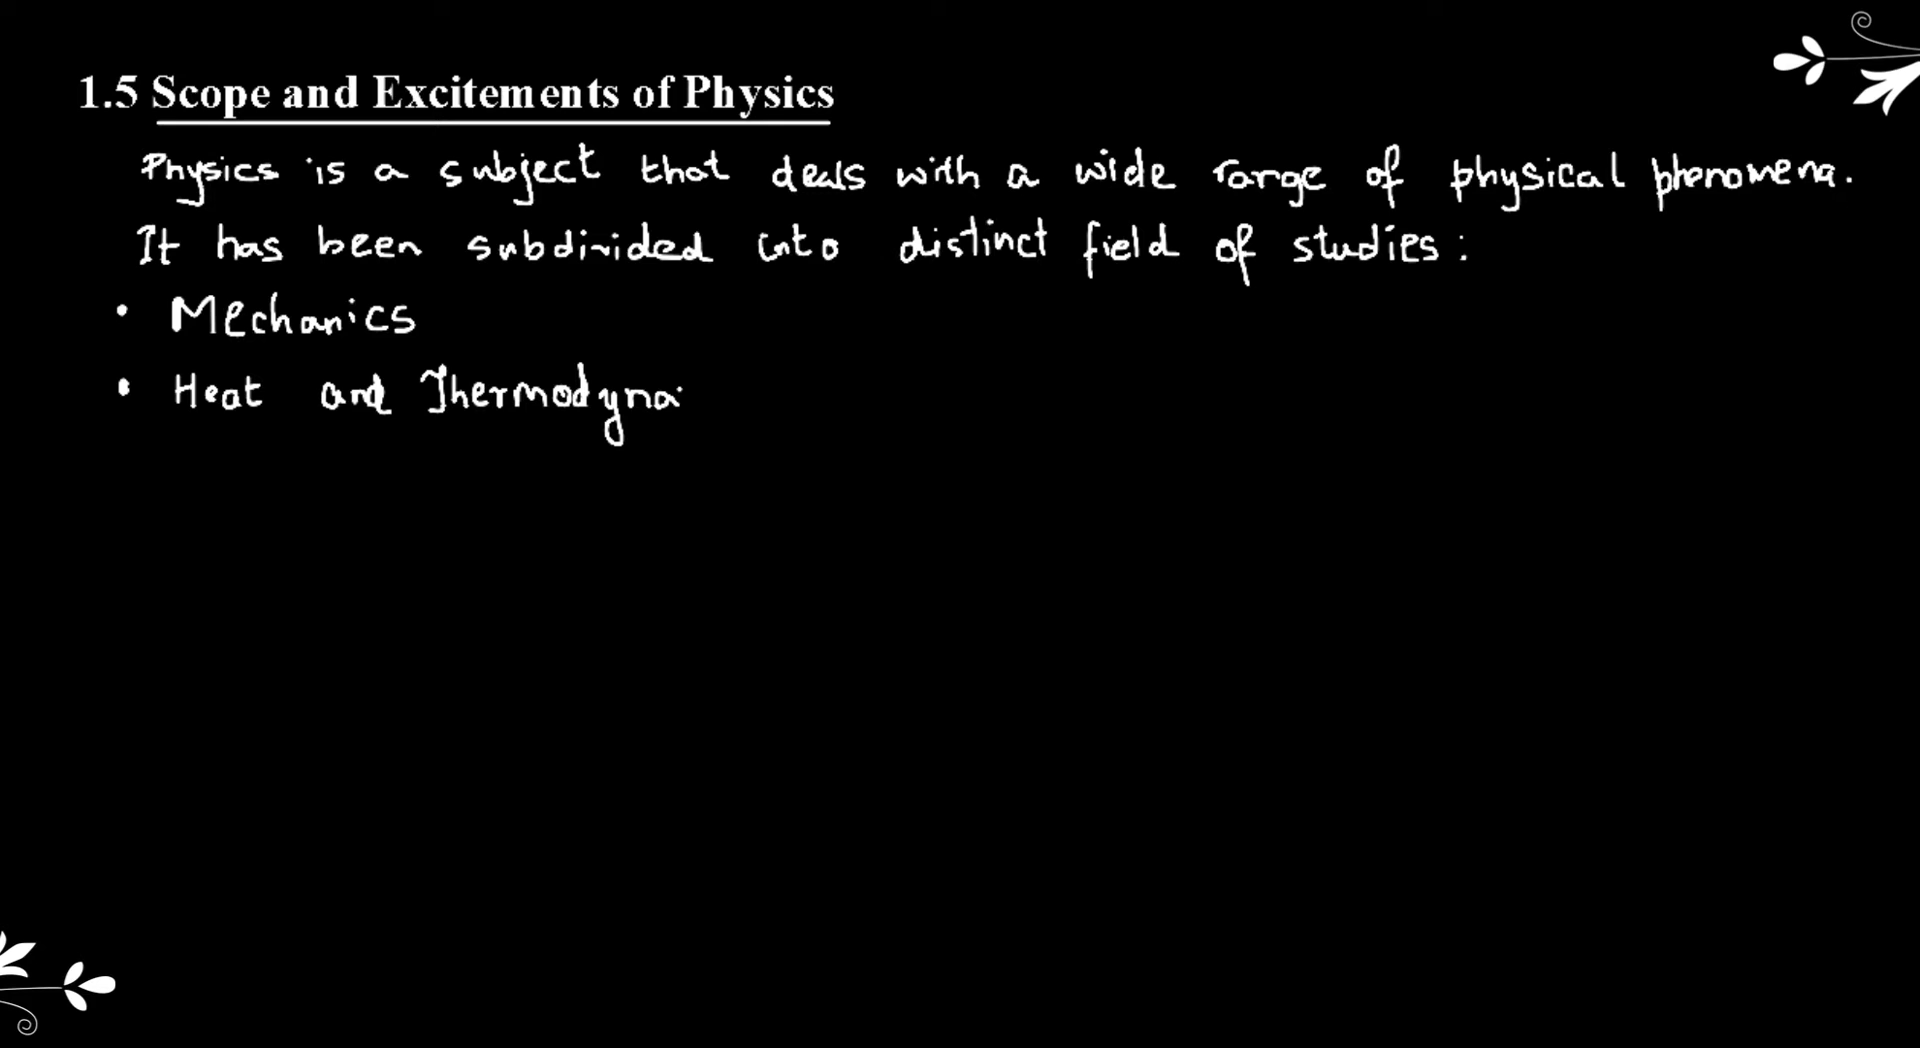 1.5 Scope and Excitements of Physics
Physics is a subject that deals with a wide range of physical phenomena.
It has been subdivided into distinct field of studies:
• Mechanics
• Heat and Thermodyna